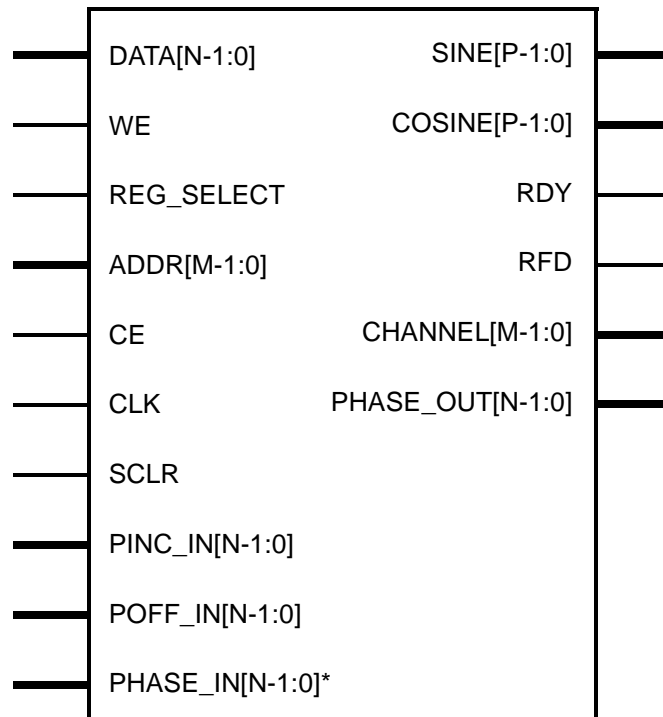 DATA[N-1:0] SINE[P-1:0]
WE COSINE[P-1:0]
REG_SELECT RDY
ADDR[M-1:0] RFD
CE CHANNEL[M-1:0]
CLK PHASE_OUT[N-1:0]
SCLR
PINC_IN[N-1:0]
POFF_IN[N-1:0]
PHASE_IN[N-1:0]*